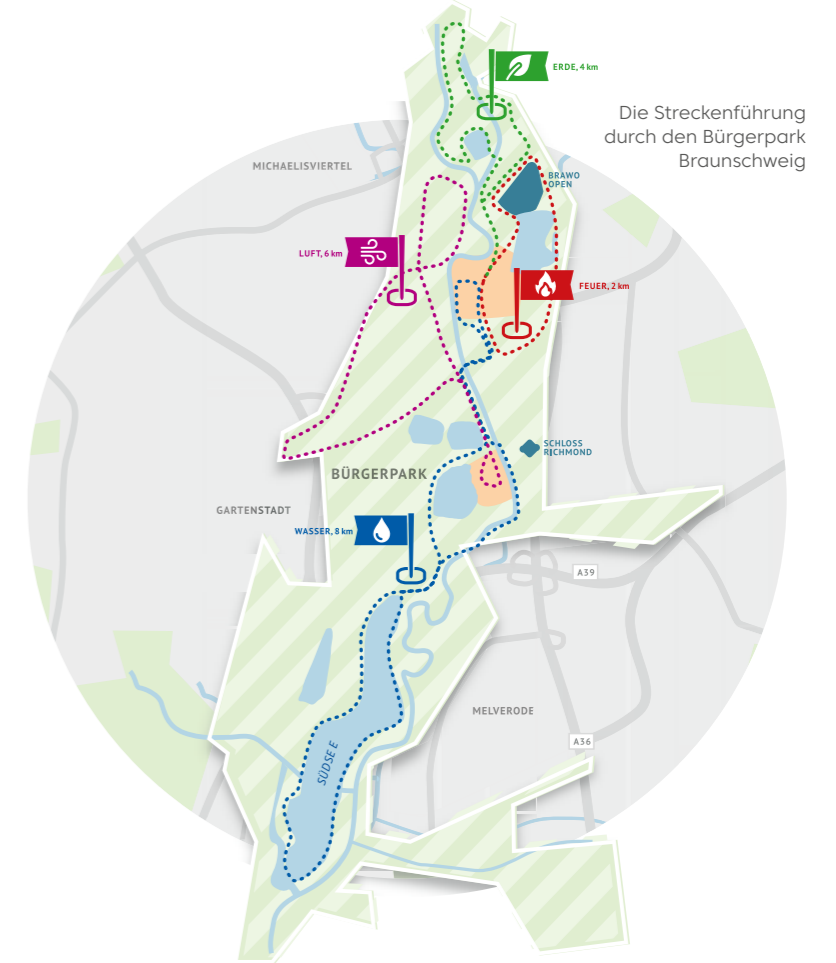 ERDE, 4 km
Die Streckenführung
durch den Bürgerpark
Braunschweig
MICHAELISVIERTEL
BRAWO
OPEN
LUFT, 6 km
FEUER, 2 km
SCHLOSS
RICHMOND
BÜRGERPARK
GARTENSTADT
WASSER, 8 km
A39
MELVERODE
A36
SÜDSEE